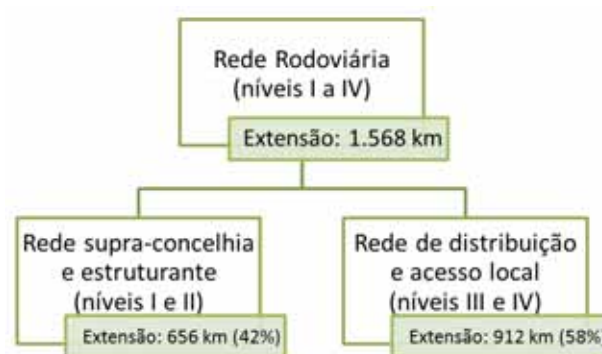 Rede Rodoviária
(níveis I a IV)
Extensão: 1.568 km
Rede supra-concelhia
e estruturante
(níveis I e II)
Extensão: 656 km (42%)
Rede de distribuição
e acesso local
(níveis III e IV)
Extensão: 912 km (58%)